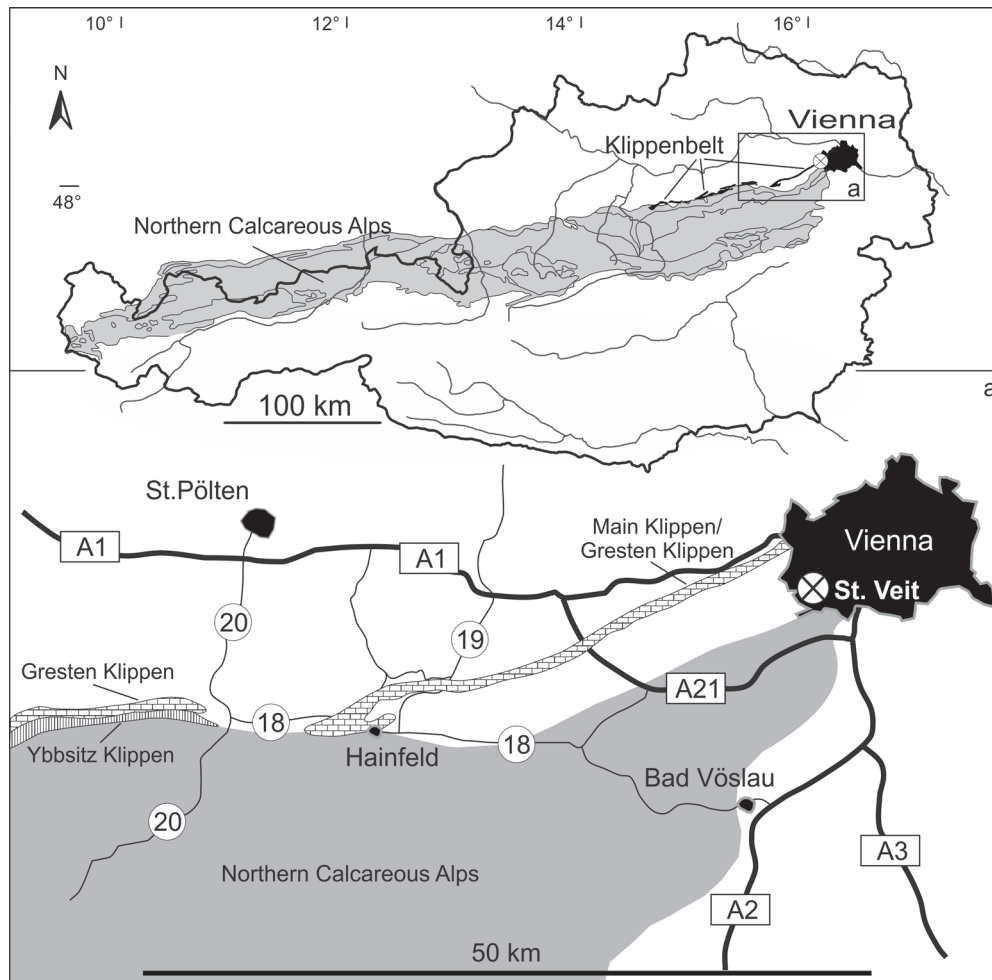 10°
12°
14°
16°
N
Vienna
Klippenbelt
48°
a
Northern Calcareous Alps
100 km
a
St.Pölten
Main Klippen/
Gresten Klippen
A1
A1
Vienna
St. Veit
20
19
Gresten Klippen
A21
18
18
Ybbsitz Klippen
Hainfeld
Bad Vöslau
20
A3
Northern Calcareous Alps
A2
50 km